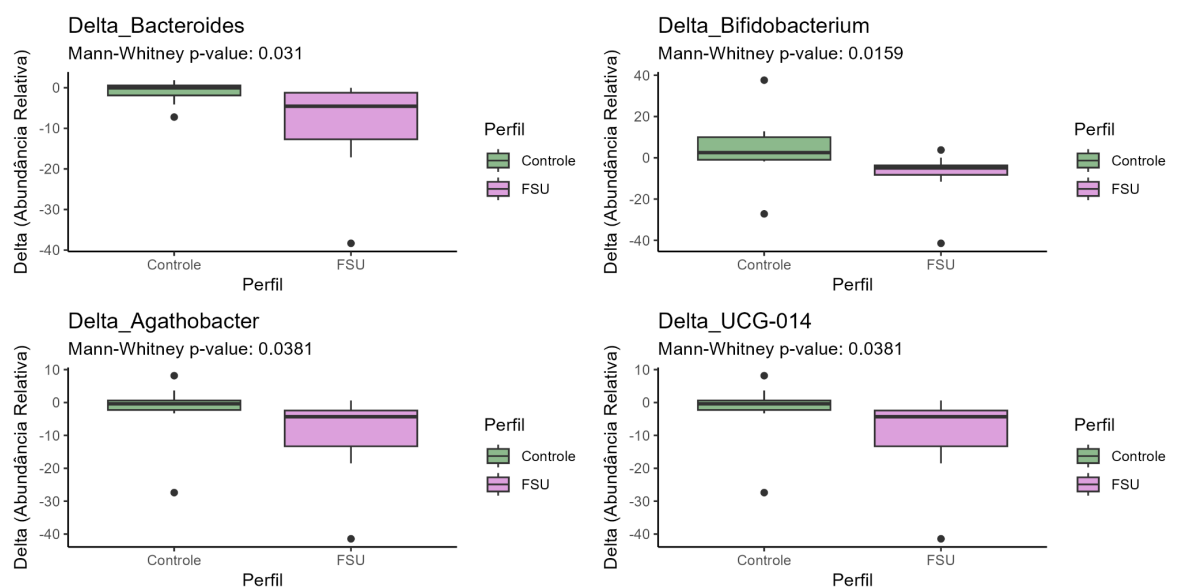 Delta_Bacteroides
Mann-Whitney p-value: 0.031
Delta (Abundância Relativa)
0
-10
-20
-30
-40
Controle
FSU
Perfil
Perfil
Controle
FSU
Delta_Bifidobacterium
Mann-Whitney p-value: 0.0159
Delta (Abundância Relativa)
40
20
0
-20
-40
Controle
FSU
Perfil
Perfil
Controle
FSU
Delta_Agathobacter
Mann-Whitney p-value: 0.0381
Delta (Abundância Relativa)
10
0
-10
-20
-30
-40
Controle
FSU
Perfil
Perfil
Controle
FSU
Delta_UCG-014
Mann-Whitney p-value: 0.0381
Delta (Abundância Relativa)
10
0
-10
-20
-30
-40
Controle
FSU
Perfil
Perfil
Controle
FSU